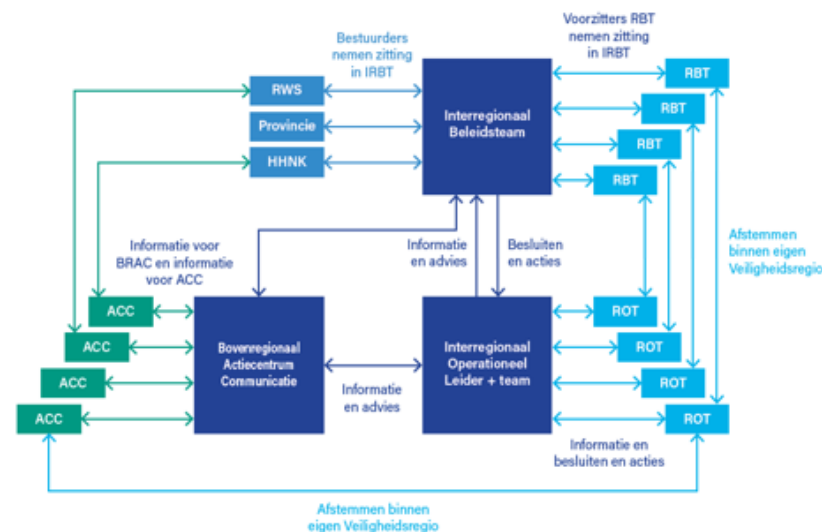 Bestuurders
nemen zitting
in IRBT
Voorzitters RBT
nemen zitting
in IRBT
RWS
Provincie
HHNK
Interregionaal
Beleidsteam
RBT
RBT
RBT
RBT
Informatie voor
BRAC en informatie
voor ACC
Informatie
en advies
Besluiten
en acties
Afstemmen
binnen eigen
Veiligheidsregio
ACC
ACC
ACC
ACC
Bovenregionaal
Actiecentrum
Communicatie
Informatie
en advies
Interregionaal
Operationeel
Leider + team
ROT
ROT
ROT
ROT
Informatie en
besluiten en acties
Afstemmen binnen
eigen Veiligheidsregio